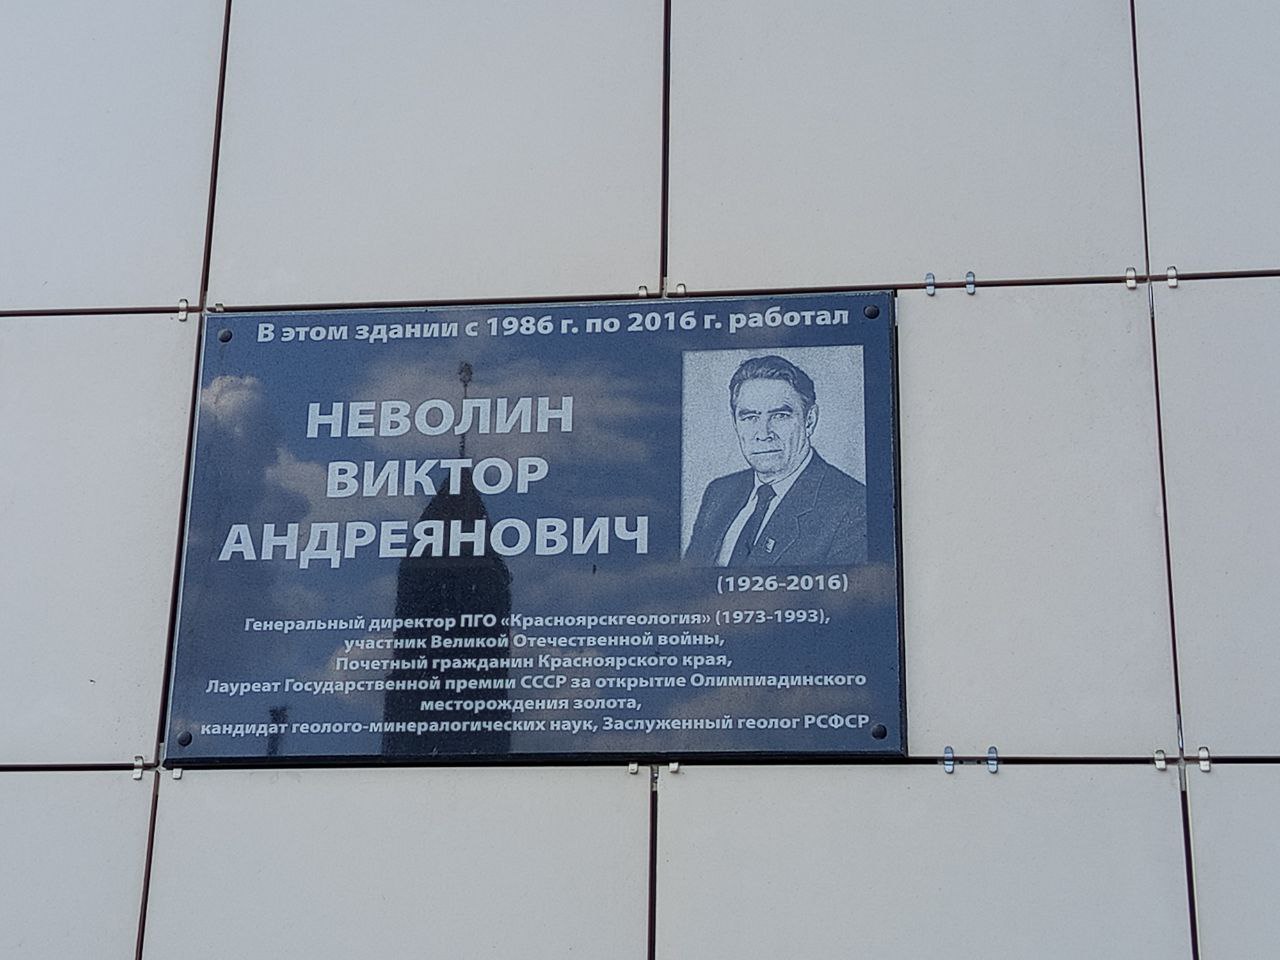 В этом здании с 1986 г. по 2016 г. работал
НЕВОЛИН
ВИКТОР
АНДРЕЯНОВИЧ
(1926-2016)
Генеральный директор ПГО «Красноярскгеология» (1973-1993),
участник Великой Отечественной войны,
Почетный гражданин Красноярского края,
Лауреат Государственной премии СССР за открытие Олимпиадинского
месторождения золота,
кандидат геолого-минералогических наук, Заслуженный геолог РСФСР